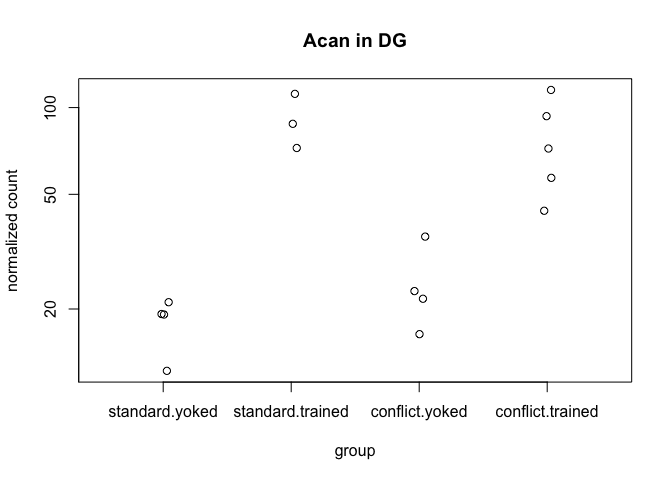 Acan in DG
100
50
20
normalized count
standard.yoked standard.trained conflict.yoked conflict.trained
group